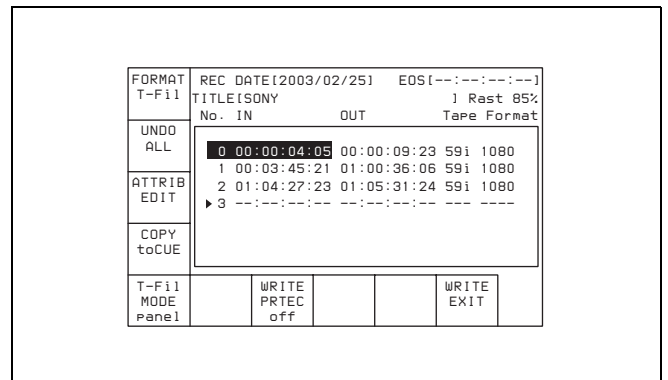 FORMAT
T-Fil
REC DATE[2003/02/25] EOS[--:--:--:--]
TITLE[SONY ] Rast 85%
No. IN OUT Tape Format
UNDO
ALL
0 00:00:04:05 00:00:09:23 59i 1080
1 00:03:45:21 01:00:36:06 59i 1080
2 01:04:27:23 01:05:31:24 59i 1080
▶3 --:--:--:-- --:--:--:-- --- ----
ATTRIB
EDIT
COPY
toCUE
T-Fil
MODE
panel
WRITE
PRTEC
off
WRITE
EXIT